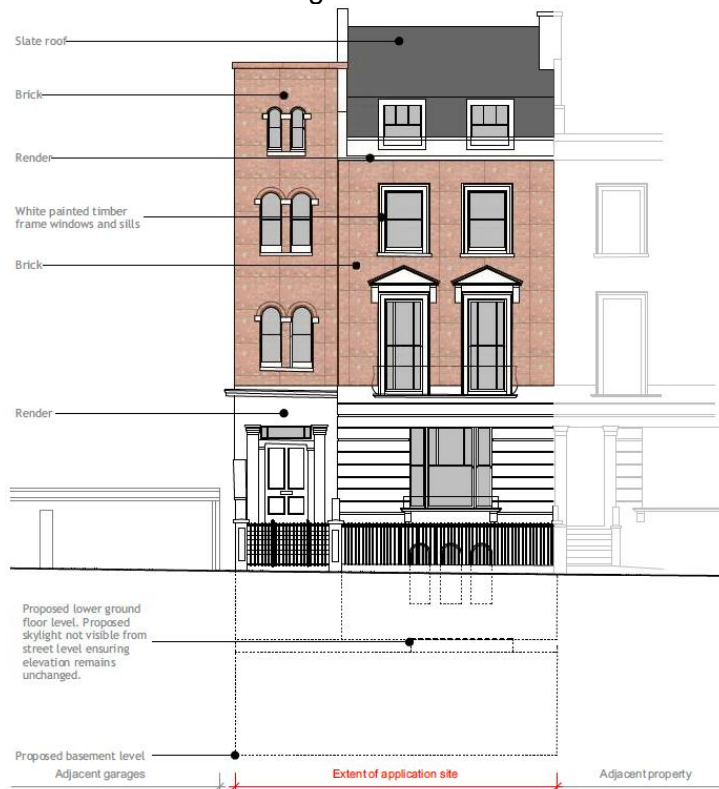 Slate roof
Brick
Render
White painted timber
frame windows and sills
Brick
Render
Proposed lower ground
floor level. Proposed
skylight not visible from
street level ensuring
elevation remains
unchanged.
Proposed basement level
Adjacent garages
Extent of application site
Adjacent property